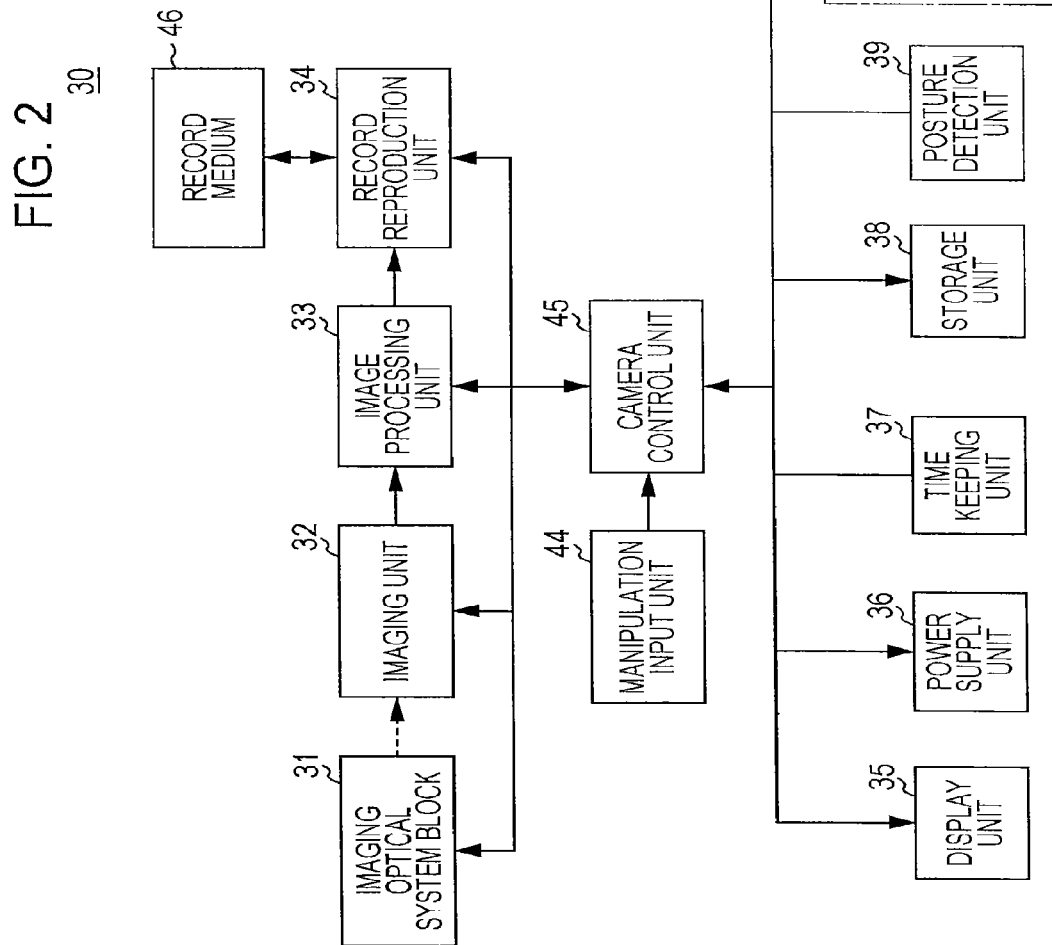 FIG. 2
30
46
RECORD
MEDIUM
34
RECORD
REPRODUCTION
UNIT
33
IMAGE
PROCESSING
UNIT
32
IMAGING UNIT
31
IMAGING
OPTICAL
SYSTEM BLOCK
45
CAMERA
CONTROL UNIT
44
MANIPULATION
INPUT UNIT
39
POSTURE
DETECTION
UNIT
38
STORAGE
UNIT
37
TIME
KEEPING
UNIT
36
POWER
SUPPLY
UNIT
35
DISPLAY
UNIT